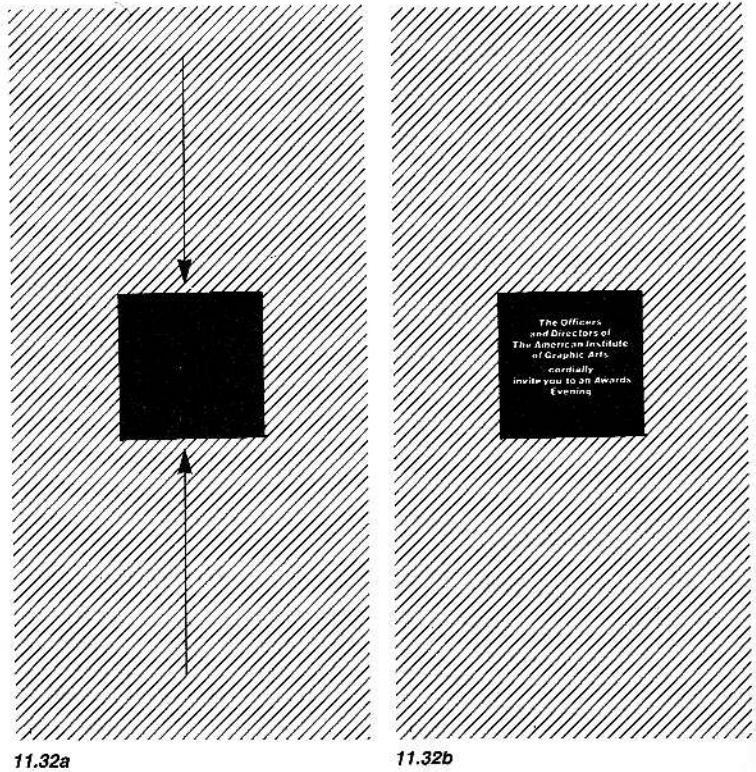 The Officers
and Directors of
The American Institute
of Graphic Arts
cordially
invite you to an Awards
Evening
11.32a
11.32b